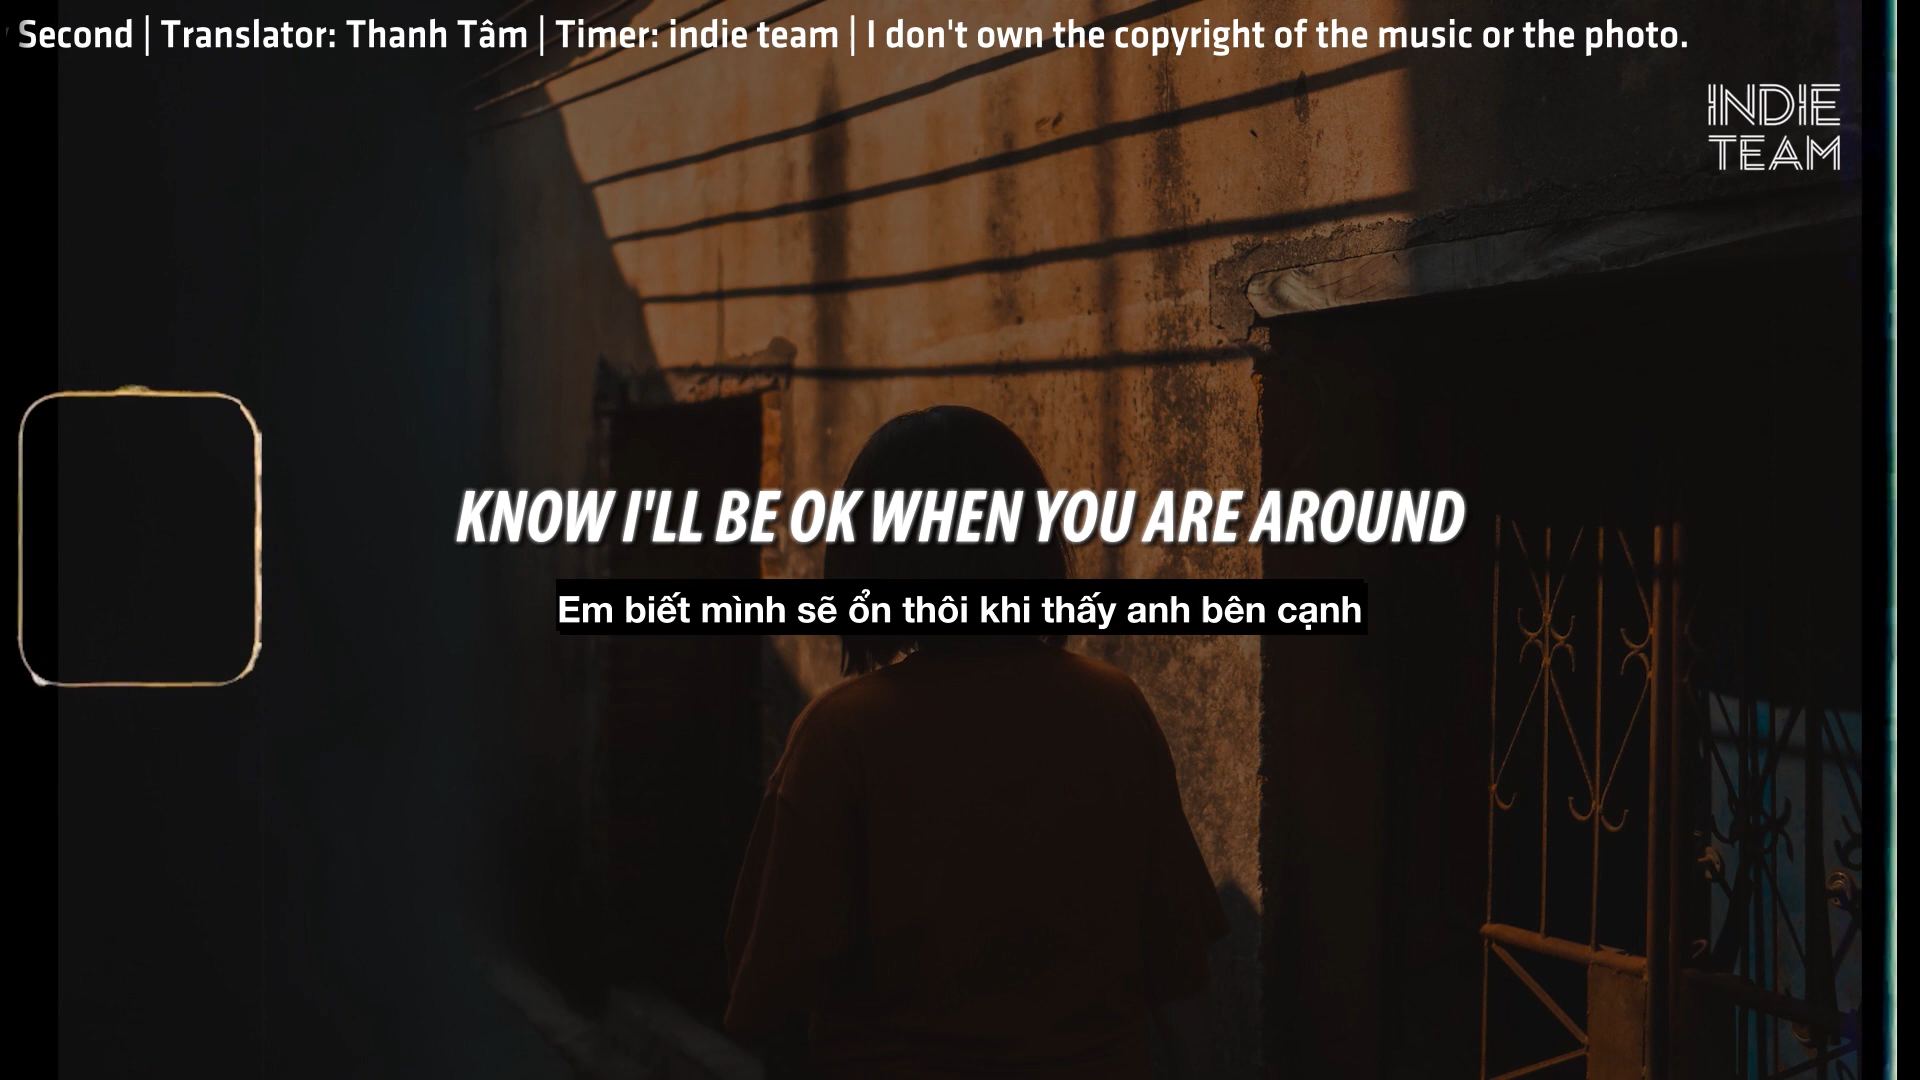 Second | Translator: Thanh Tâm | Timer: indie team | I don't own the copyright of the music or the photo.
INDIE
TEAM
KNOW I'LL BE OK WHEN YOU ARE AROUND
Em biết mình sẽ ổn thôi khi thấy anh bên cạnh